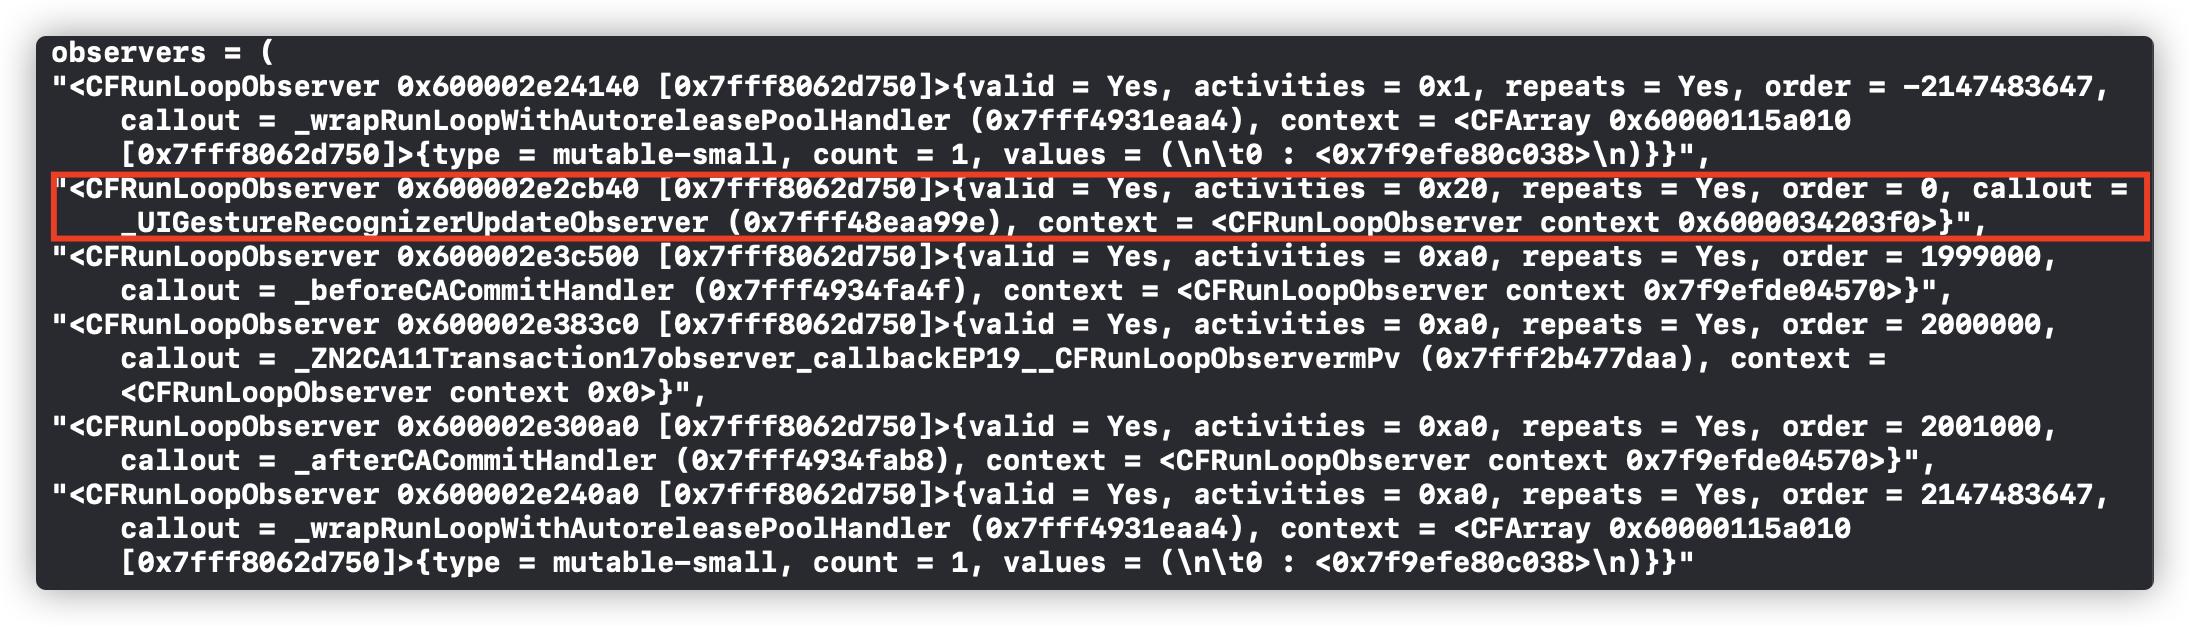 observers = (
"<CFRunLoopObserver 0x600002e24140 [0x7fff8062d750]>{valid = Yes, activities = 0x1, repeats = Yes, order = -2147483647,
callout = _wrapRunLoopWithAutoreleasePoolHandler (0x7fff4931eaa4), context = <CFArray 0x60000115a010
[0x7fff8062d750]>{type = mutable-small, count = 1, values = (\n\t0 : <0x7f9efe80c038>\n)}}",
"<CFRunLoopObserver 0x600002e2cb40 [0x7fff8062d750]>{valid = Yes, activities = 0x20, repeats = Yes, order = 0, callout =
_UIGestureRecognizerUpdateObserver (0x7fff48eaa99e), context = <CFRunLoopObserver context 0x6000034203f0>}",
"<CFRunLoopObserver 0x600002e3c500 [0x7fff8062d750]>{valid = Yes, activities = 0xa0, repeats = Yes, order = 1999000,
callout = _beforeCACommitHandler (0x7fff4934fa4f), context = <CFRunLoopObserver context 0x7f9efde04570>}",
"<CFRunLoopObserver 0x600002e383c0 [0x7fff8062d750]>{valid = Yes, activities = 0xa0, repeats = Yes, order = 2000000,
callout = _ZN2CA11Transaction17observer_callbackEP19__CFRunLoopObservermPv (0x7fff2b477daa), context =
<CFRunLoopObserver context 0x0>}",
"<CFRunLoopObserver 0x600002e300a0 [0x7fff8062d750]>{valid = Yes, activities = 0xa0, repeats = Yes, order = 2001000,
callout = _afterCACommitHandler (0x7fff4934fab8), context = <CFRunLoopObserver context 0x7f9efde04570>}",
"<CFRunLoopObserver 0x600002e240a0 [0x7fff8062d750]>{valid = Yes, activities = 0xa0, repeats = Yes, order = 2147483647,
callout = _wrapRunLoopWithAutoreleasePoolHandler (0x7fff4931eaa4), context = <CFArray 0x60000115a010
[0x7fff8062d750]>{type = mutable-small, count = 1, values = (\n\t0 : <0x7f9efe80c038>\n)}}"